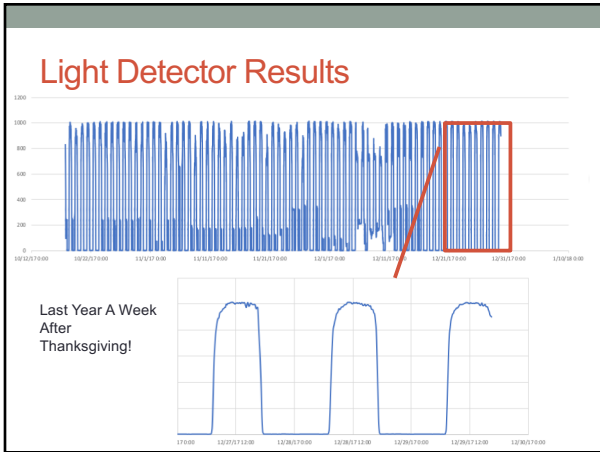 Light Detector Results
1200
1000
800
600
400
200
0
10/12/17 0:00 10/22/17 0:00 11/1/17 0:00 11/11/17 0:00 11/21/17 0:00 12/1/17 0:00 12/11/17 0:00 12/21/17 0:00 12/31/17 0:00 1/10/18 0:00
Last Year A Week
After
Thanksgiving!
17 0:00 12/27/17 12:00 12/28/17 0:00 12/28/17 12:00 12/29/17 0:00 12/29/17 12:00 12/30/17 0:00